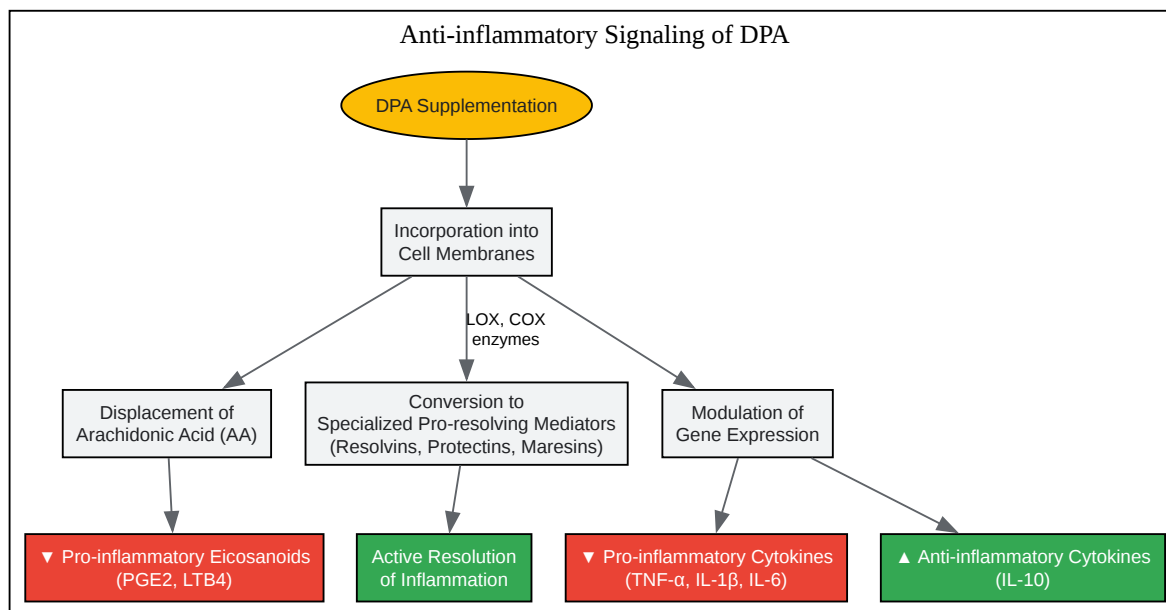 Anti-inflammatory Signaling of DPA
DPA Supplementation
Incorporation into
Cell Membranes
LOX, COX
enzymes
Displacement of
Arachidonic Acid (AA)
Conversion to
Specialized Pro-resolving Mediators
(Resolvins, Protectins, Maresins)
Modulation of
Gene Expression
▼ Pro-inflammatory Eicosanoids
(PGE2, LTB4)
Active Resolution
of Inflammation
▼ Pro-inflammatory Cytokines
(TNF-α, IL-1β, IL-6)
▲ Anti-inflammatory Cytokines
(IL-10)